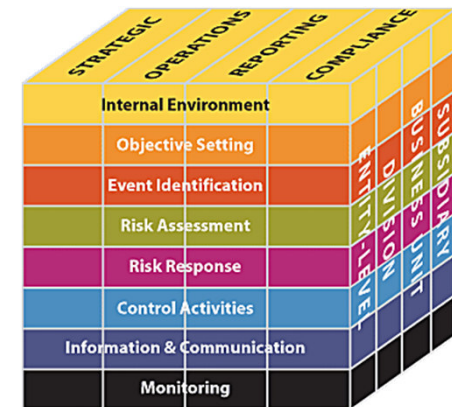 STRATEGIC
OPERATIONS
REPORTING
COMPLIANCE
Internal Environment
Objective Setting
Event Identification
Risk Assessment
Risk Response
Control Activities
Information & Communication
Monitoring
ENTITY-LEVEL
DIVISION
BUSINESS UNIT
SUBSIDIARY